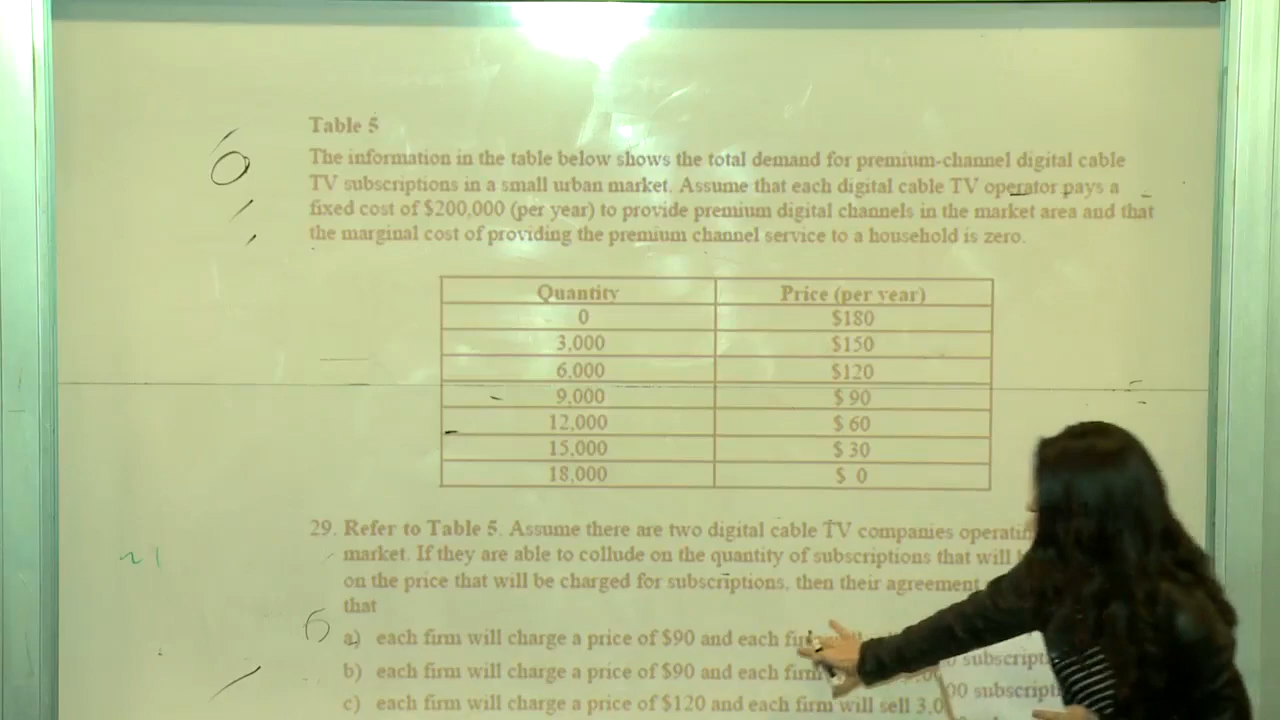 Table 5
The information in the table below shows the total demand for premium-channel digital cable
TV subscriptions in a small urban market. Assume that each digital cable TV operator pays a
fixed cost of $200,000 (per year) to provide premium digital channels in the market area and that
the marginal cost of providing the premium channel service to a household is zero.
Quantity Price (per year)
0 $180
3,000 $150
6,000 $120
9,000 $ 90
12,000 $ 60
15,000 $ 30
18,000 $ 0
29. Refer to Table 5. Assume there are two digital cable TV companies
market. If they are able to collude on the quantity of subscriptions that will
on the price that will be charged for subscriptions, then their agreement
that
a) each firm will charge a price of $90 and each
b) each firm will charge a price of $90 and each firm
c) each firm will charge a price of $120 and each firm will sell